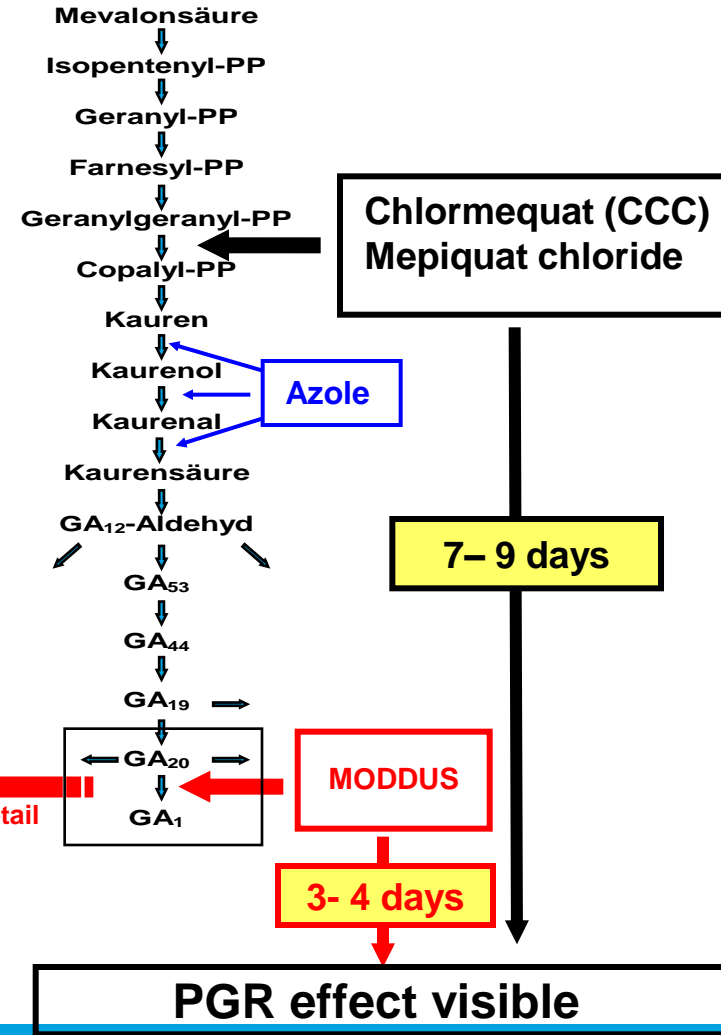 Mevalonsäure
Isopentenyl-PP
Geranyl-PP
Farnesyl-PP
Geranylgeranyl-PP
Chlormequat (CCC)
Mepiquat chloride
Copalyl-PP
Kauren
Kaurenol
Azole
Kaurenal
Kaurensäure
GA₁₂-Aldehyd
7– 9 days
GA₅₃
GA₄₄
GA₁₉
GA₂₀
MODDUS
tail
GA₁
3- 4 days
PGR effect visible